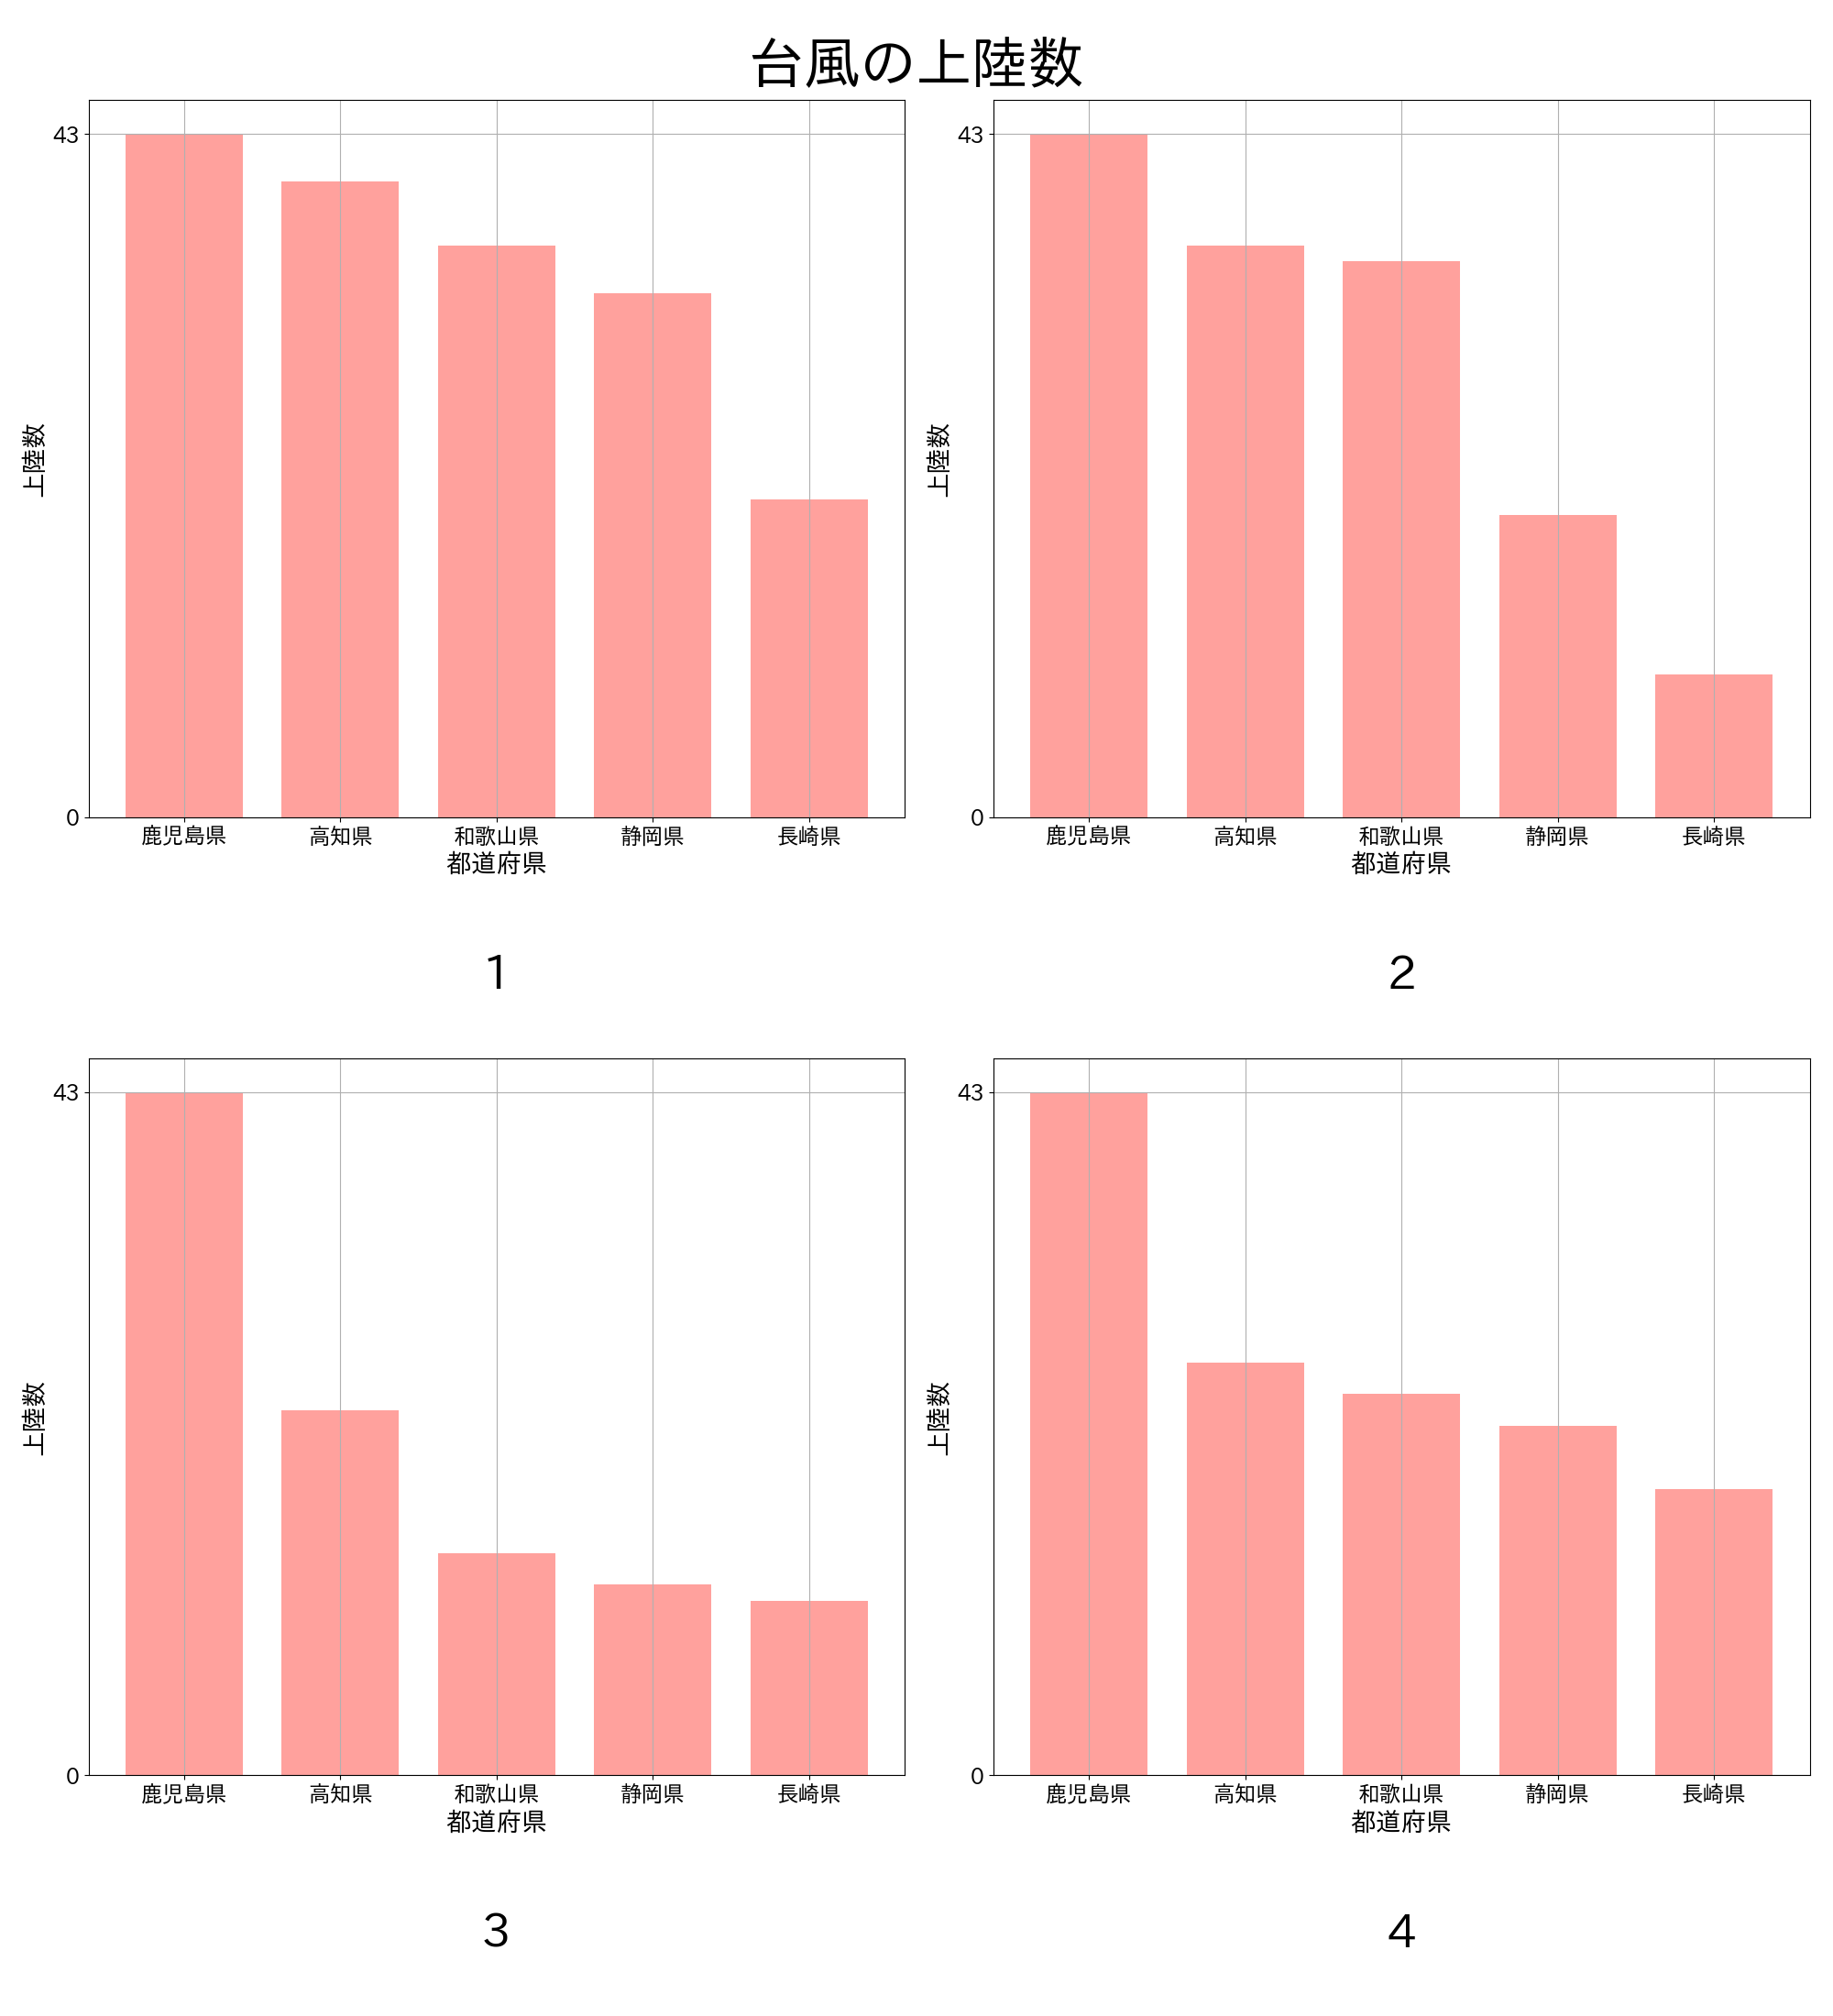 台風の上陸数
43
0
上陸数
鹿児島県 高知県 和歌山県 静岡県 長崎県
都道府県
1
43
0
上陸数
鹿児島県 高知県 和歌山県 静岡県 長崎県
都道府県
2
43
0
上陸数
鹿児島県 高知県 和歌山県 静岡県 長崎県
都道府県
3
43
0
上陸数
鹿児島県 高知県 和歌山県 静岡県 長崎県
都道府県
4